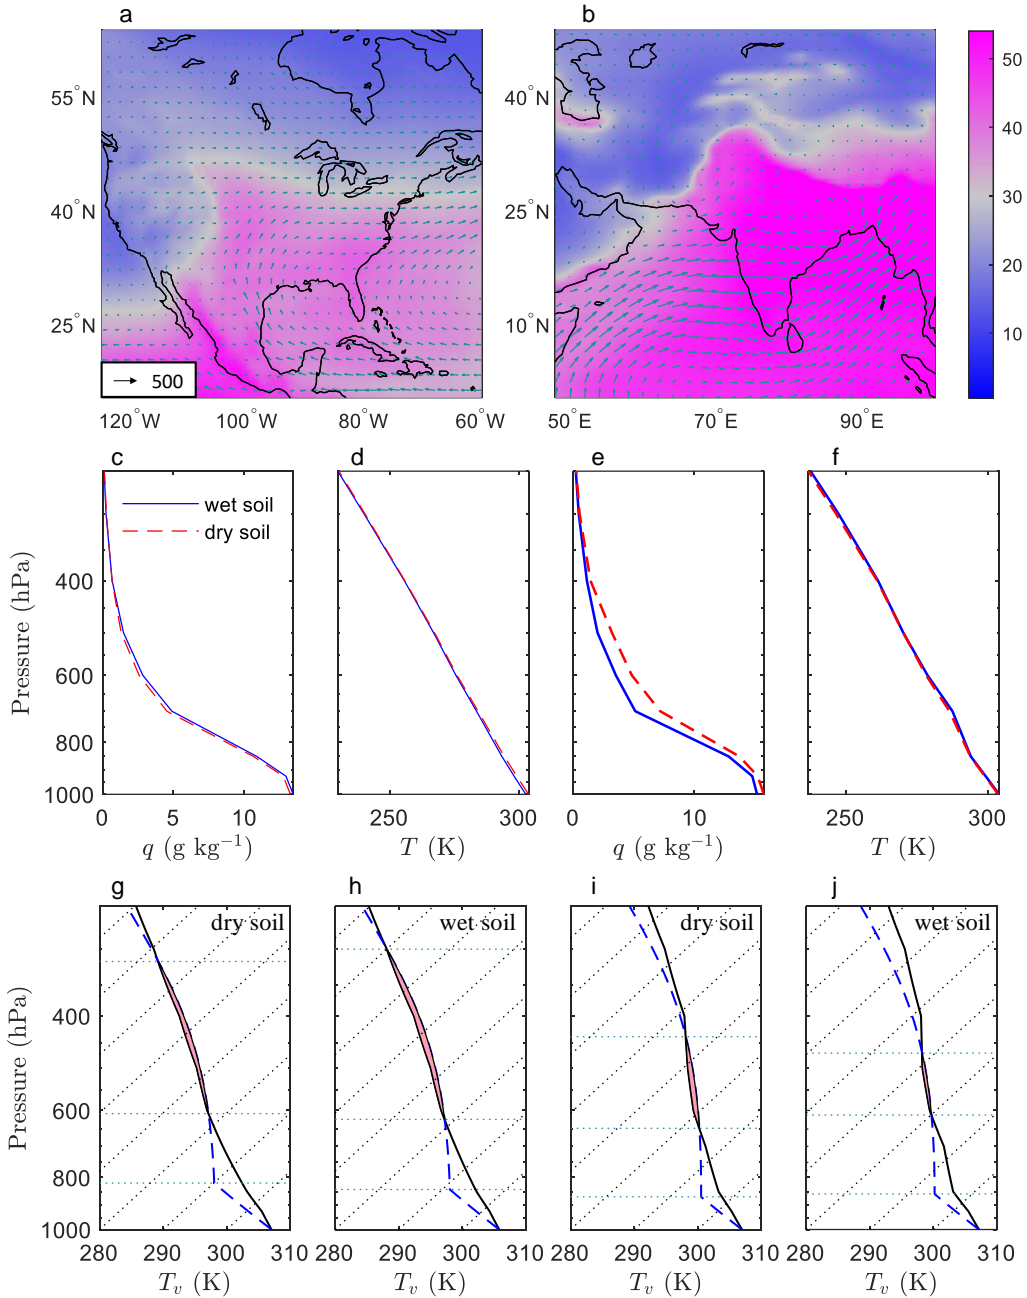 a
b
55°N
40°N
25°N
500
120°W
100°W
80°W
60°W
40°N
25°N
10°N
50°E
70°E
90°E
50
40
30
20
10
c
d
e
f
wet soil
dry soil
Pressure (hPa)
400
600
800
1000
0
5
10
q (g kg⁻¹)
250
300
T (K)
0
10
q (g kg⁻¹)
250
300
T (K)
g
h
i
j
dry soil
wet soil
dry soil
wet soil
Pressure (hPa)
400
600
800
1000
280
290
300
310
Tᵥ (K)
280
290
300
310
Tᵥ (K)
280
290
300
310
Tᵥ (K)
280
290
300
310
Tᵥ (K)